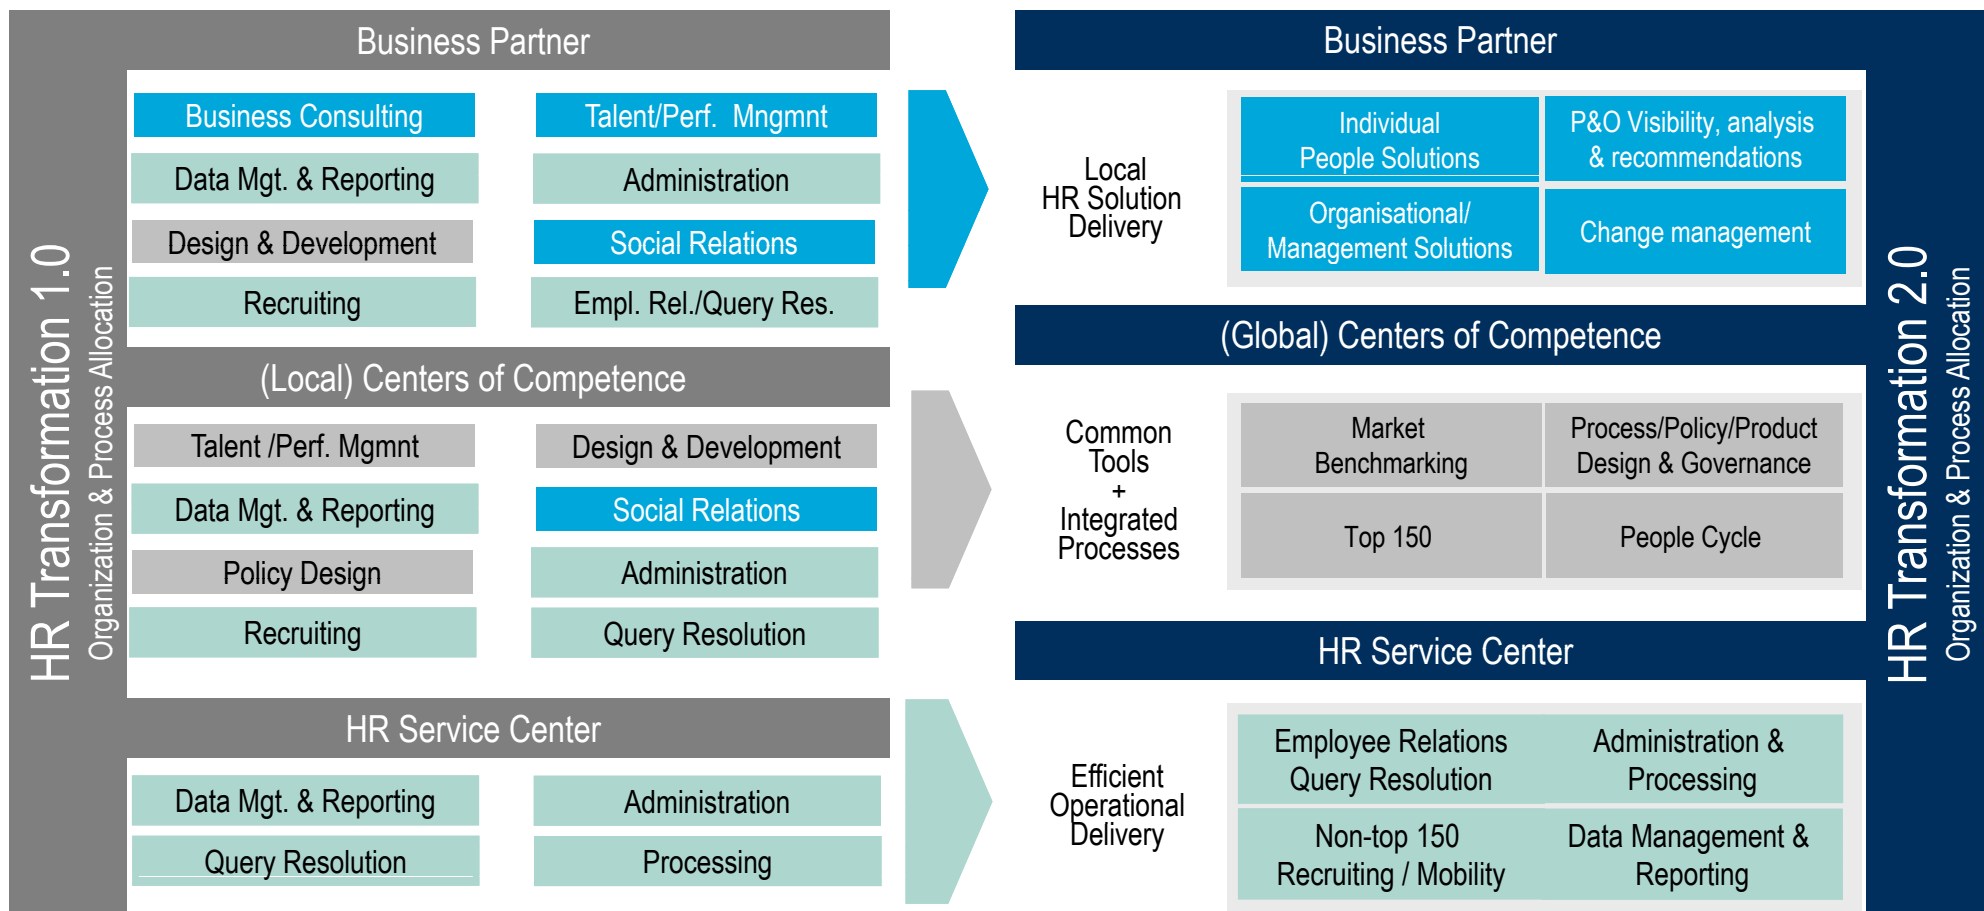 HR Transformation 1.0
Organization & Process Allocation
Business Partner
Business Consulting
Talent/Perf. Mngmnt
Data Mgt. & Reporting
Administration
Design & Development
Social Relations
Recruiting
Empl. Rel./Query Res.
(Local) Centers of Competence
Talent /Perf. Mgmnt
Design & Development
Data Mgt. & Reporting
Social Relations
Policy Design
Administration
Recruiting
Query Resolution
HR Service Center
Data Mgt. & Reporting
Administration
Query Resolution
Processing
Business Partner
Local
HR Solution
Delivery
Individual
People Solutions
P&O Visibility, analysis
& recommendations
Organisational/
Management Solutions
Change management
(Global) Centers of Competence
Common
Tools
+
Integrated
Processes
Market
Benchmarking
Process/Policy/Product
Design & Governance
Top 150
People Cycle
HR Service Center
Efficient
Operational
Delivery
Employee Relations
Query Resolution
Administration &
Processing
Non-top 150
Recruiting / Mobility
Data Management &
Reporting
HR Transformation 2.0
Organization & Process Allocation